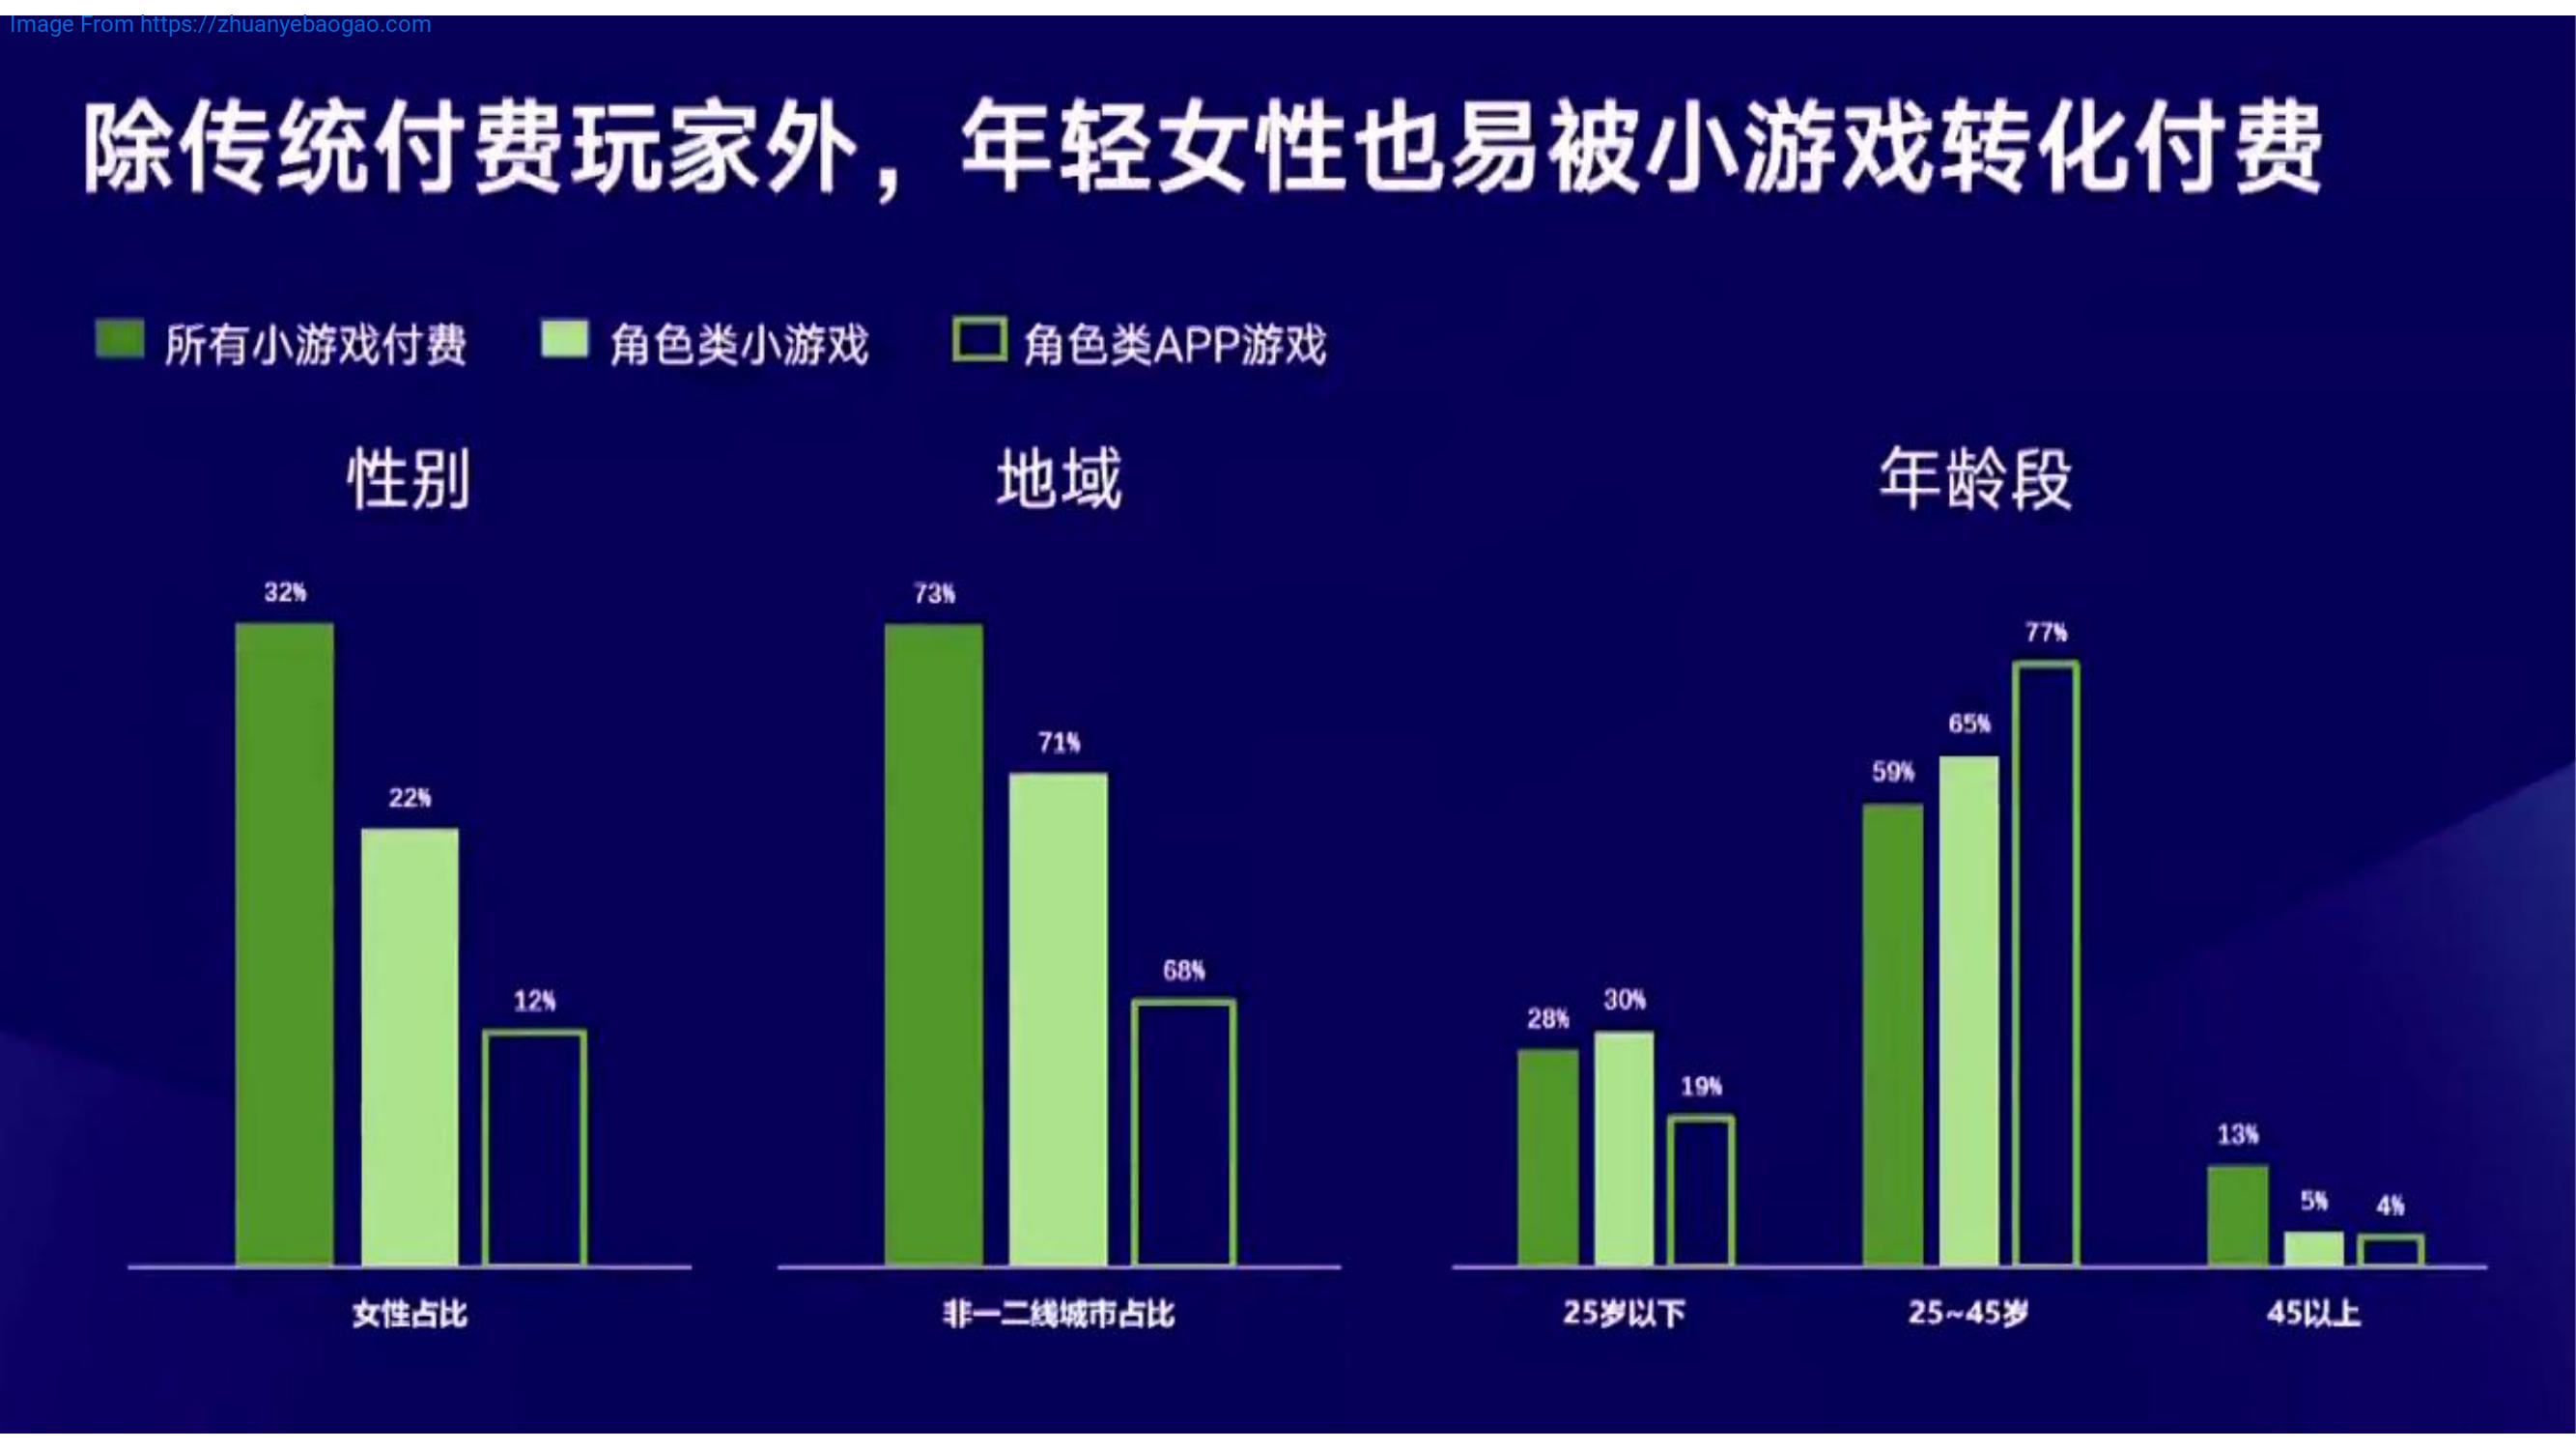 Image From https://zhuanyebaogao.com
除传统付费玩家外，年轻女性也易被小游戏转化付费
所有小游戏付费 角色类小游戏 角色类APP游戏
性别
32%
22%
12%
女性占比
地域
73%
71%
68%
非一二线城市占比
年龄段
28%
30%
19%
25岁以下
59%
65%
77%
25~45岁
13%
5%
4%
45以上